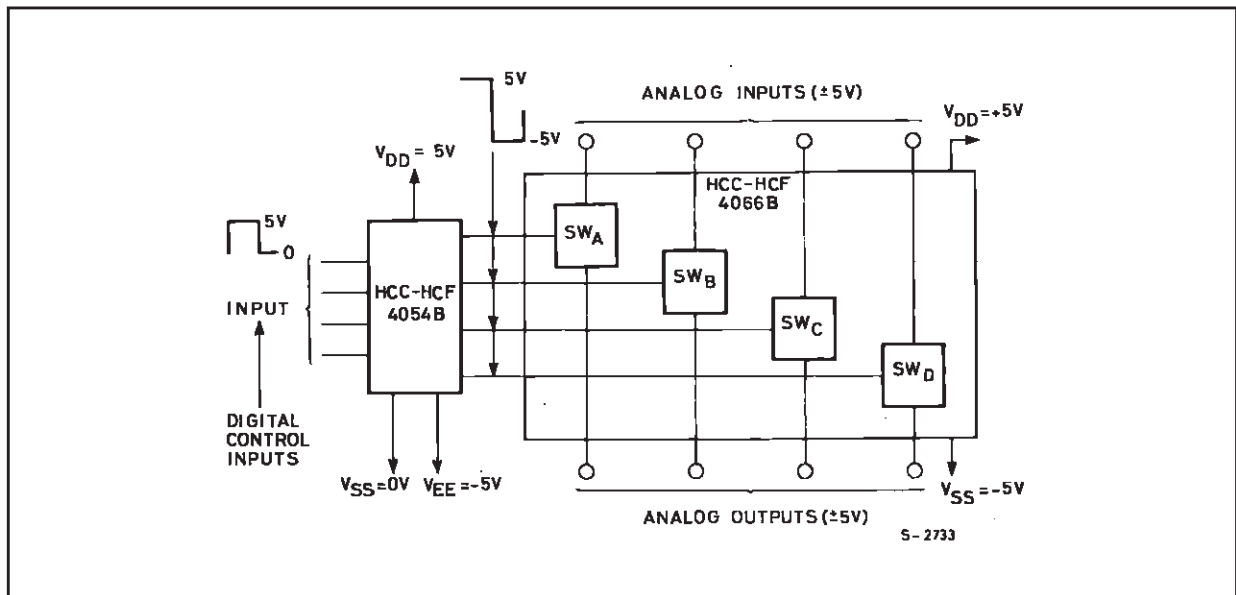 5V
-5V
ANALOG INPUTS (±5V)
VDD=+5V
VDD= 5V
HCC-HCF
4066B
5V
0
INPUT
HCC-HCF
4054B
SWA
SWB
SWC
SWD
DIGITAL
CONTROL
INPUTS
VSS=0V
VEE=-5V
VSS=-5V
ANALOG OUTPUTS (±5V)
S-2733